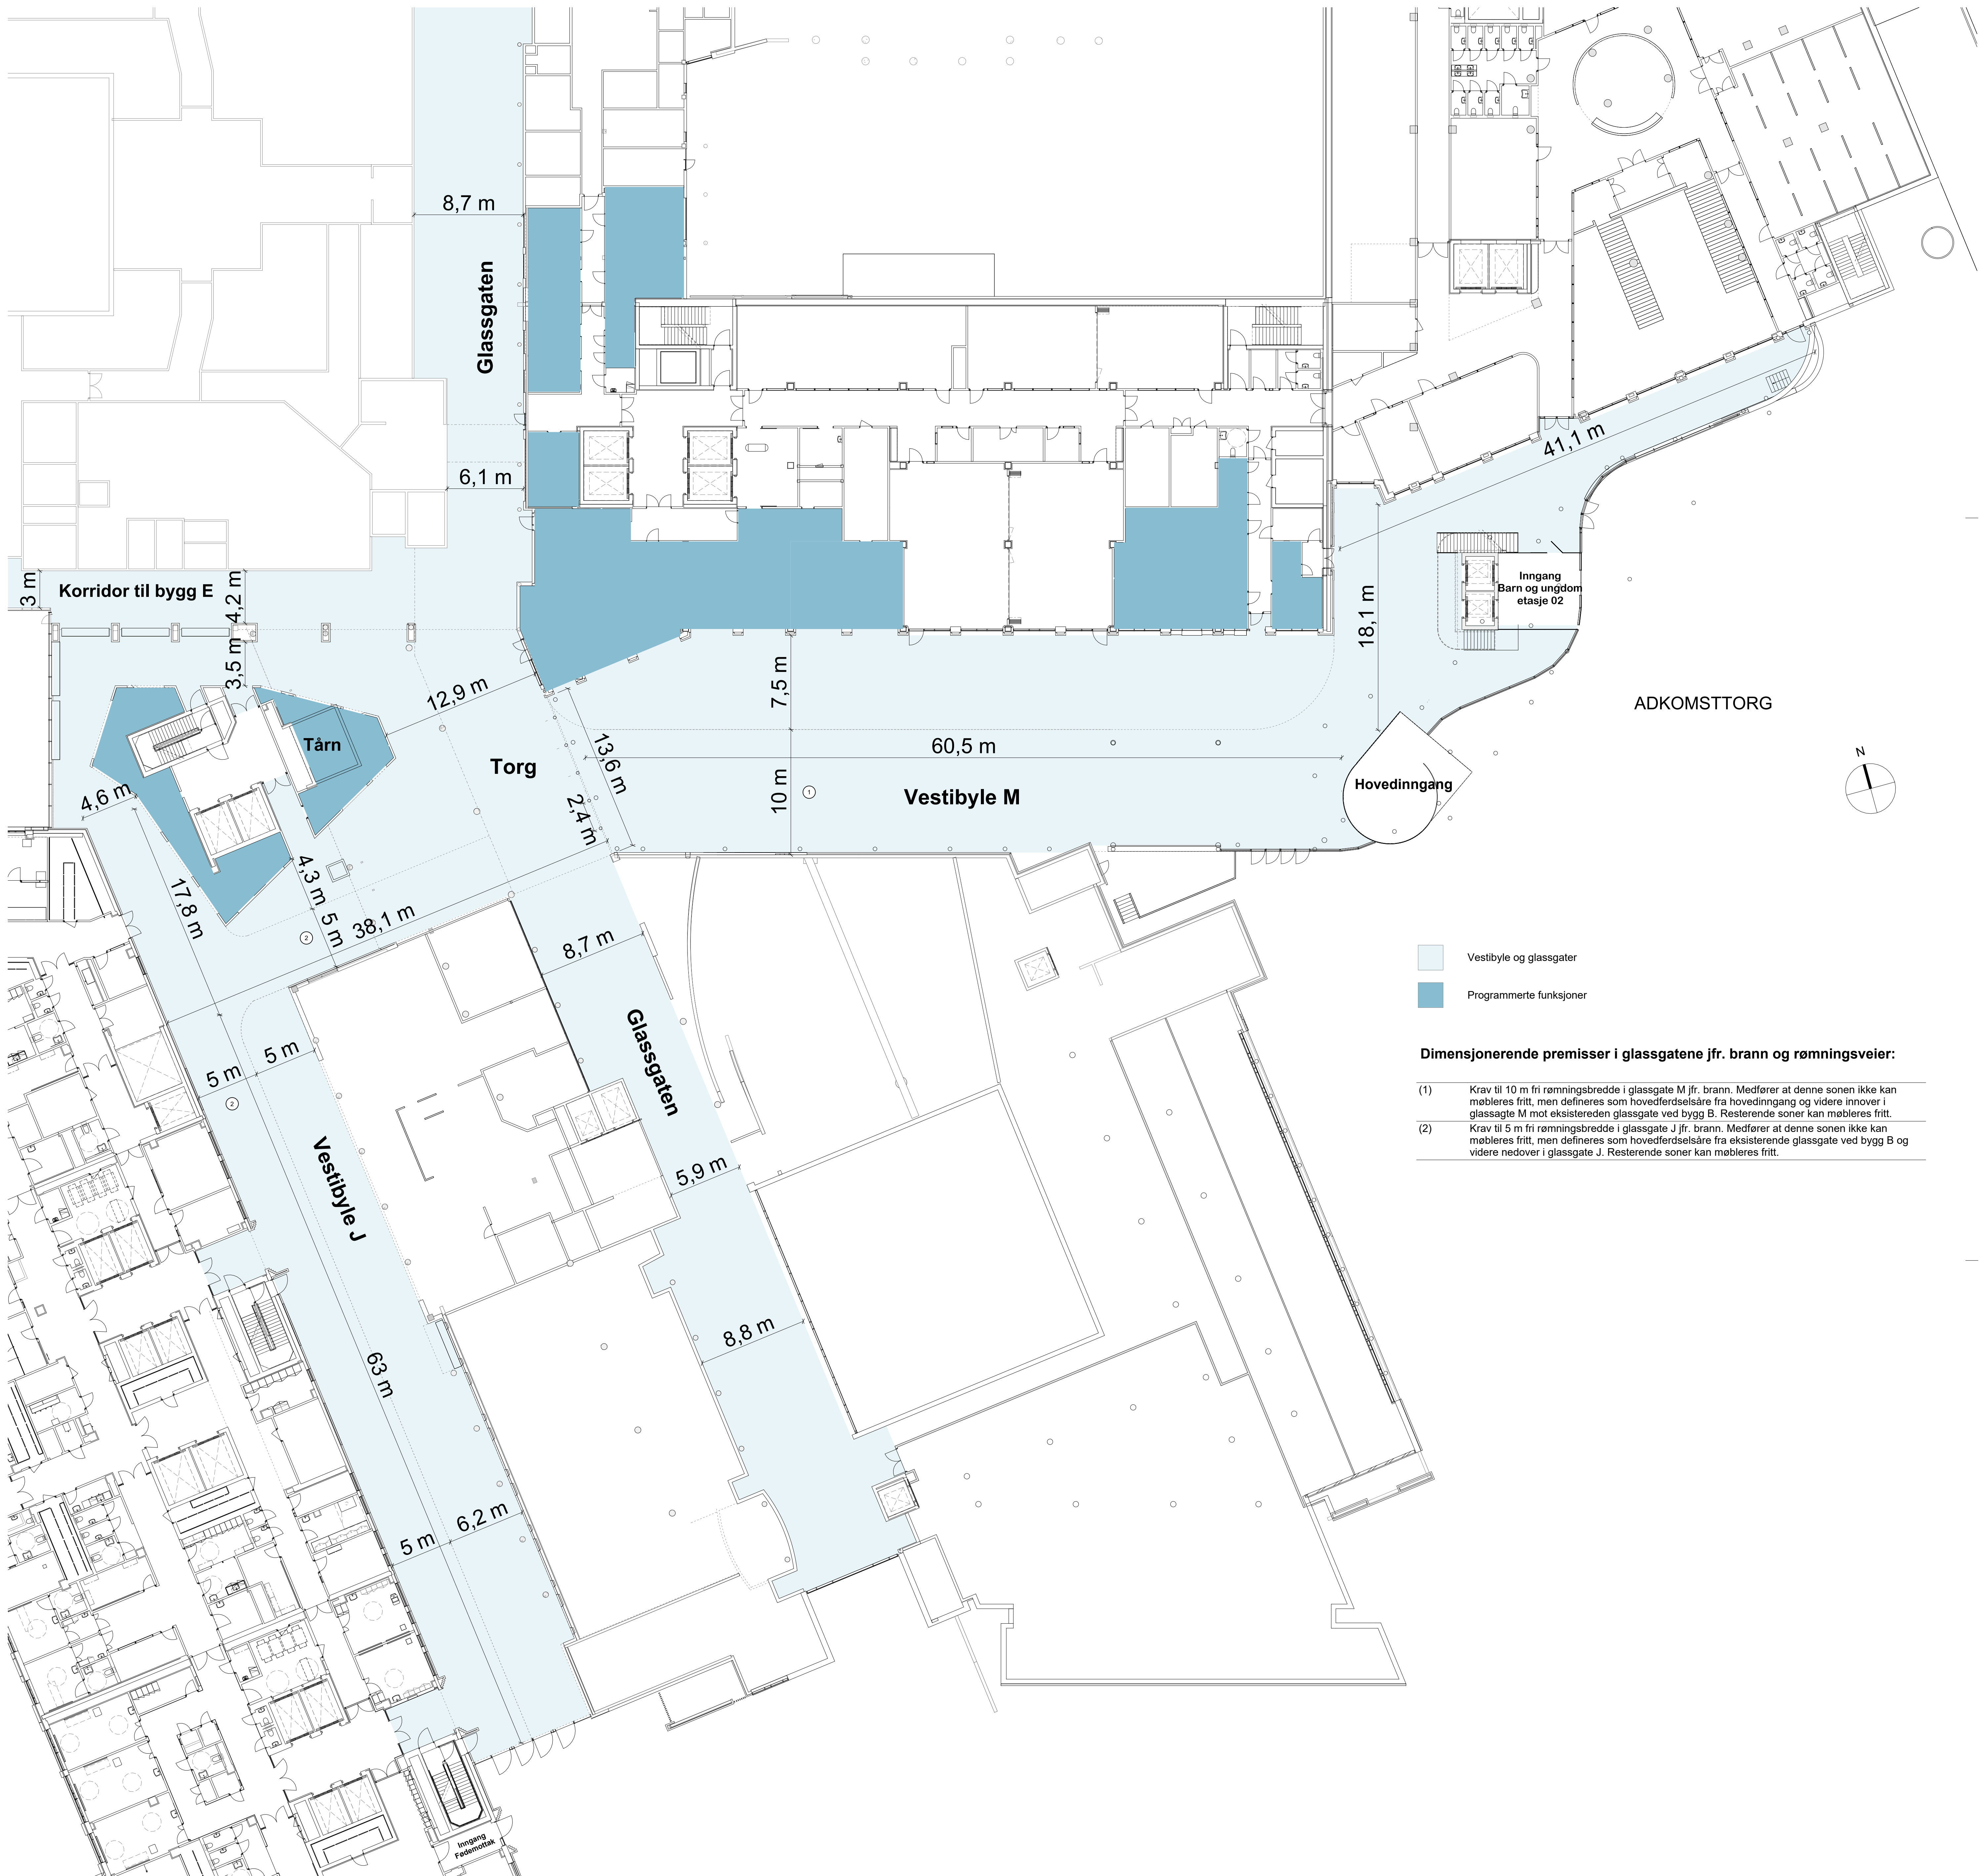 8,7 m
Glassgaten
6,1 m
41,1 m
3 m
Korridor til bygg E
4,2 m
3,5 m
Inngang
Barn og ungdom
etasje 02
18,1 m
12,9 m
7,5 m
ADKOMSTTORG
Tårn
Torg
13,6 m
60,5 m
N
4,6 m
2,4 m
10 m
1
Vestibyle M
Hovedinngang
17,8 m
4,3 m
5 m
38,1 m
2
8,7 m
Vestibyle og glassgater
Programmerte funksjoner
Glassgaten
5 m
5 m
2
Dimensjonerende premisser i glassgatene jfr. brann og rømningsveier:
(1) Krav til 10 m fri rømningsbredde i glassgate M jfr. brann. Medfører at denne sonen ikke kan
møbleres fritt, men defineres som hovedferdselsåre fra hovedinngang og videre innover i
glassagte M mot eksistereden glassgate ved bygg B. Resterende soner kan møbleres fritt.
(2) Krav til 5 m fri rømningsbredde i glassgate J jfr. brann. Medfører at denne sonen ikke kan
møbleres fritt, men defineres som hovedferdselsåre fra eksisterende glassgate ved bygg B og
videre nedover i glassgate J. Resterende soner kan møbleres fritt.
Vestibyle J
5,9 m
8,8 m
63 m
6,2 m
5 m
Inngang
Fødemottak